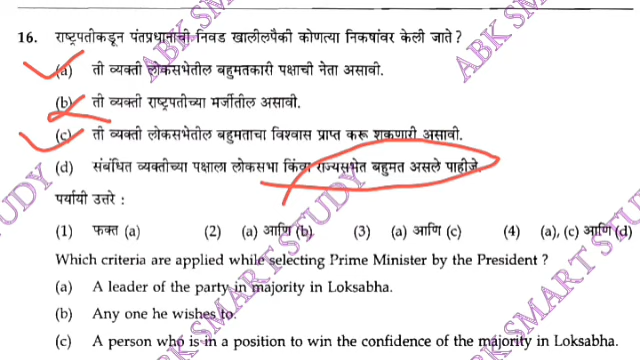 16. राष्ट्रपतीकडून पंतप्रधानांची निवड खालीलपैकी कोणत्या निकषांवर केली जाते ?
(a) ती व्यक्ती लोकसभेतील बहुमतकारी पक्षाची नेता असावी.
(b) ती व्यक्ती राष्ट्रपतीच्या मर्जीतील असावी.
(c) ती व्यक्ती लोकसभेतील बहुमताचा विश्वास प्राप्त करू शकणारी असावी.
(d) संबंधित व्यक्तीच्या पक्षाला लोकसभा किंवा राज्यसभेत बहुमत असले पाहीजे.
पर्यायी उत्तरे :
(1) फक्त (a) (2) (a) आणि (b) (3) (a) आणि (c) (4) (a), (c) आणि (d)
Which criteria are applied while selecting Prime Minister by the President ?
(a) A leader of the party in majority in Loksabha.
(b) Any one he wishes to.
(c) A person who is in a position to win the confidence of the majority in Loksabha.
ABK SMART STUDY